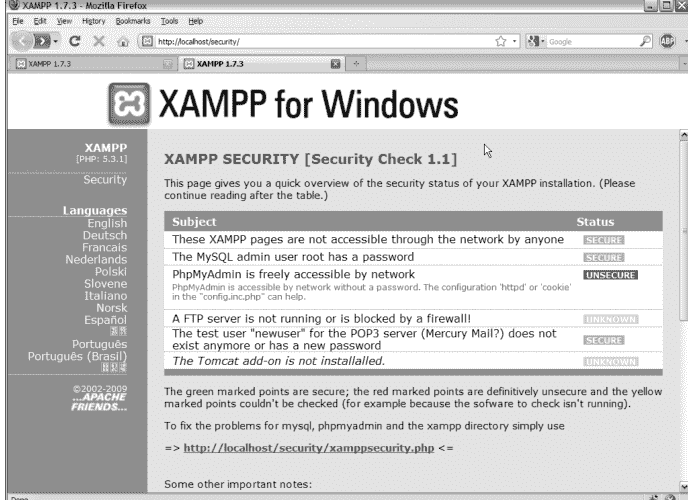 XAMPP 1.7.3 - Mozilla Firefox
File Edit View History Bookmarks Tools Help
http://localhost/security/
Google
ABP
XAMPP 1.7.3
XAMPP 1.7.3
XAMPP for Windows
XAMPP
[PHP: 5.3.1]
Security
Languages
English
Deutsch
Francais
Nederlands
Polski
Slovene
Italiano
Norsk
Español
Português
Português (Brasil)
©2002-2009
...APACHE
FRIENDS...
XAMPP SECURITY [Security Check 1.1]
This page gives you a quick overview of the security status of your XAMPP installation. (Please
continue reading after the table.)
Subject Status
These XAMPP pages are not accessible through the network by anyone SECURE
The MySQL admin user root has a password SECURE
PhpMyAdmin is freely accessible by network UNSECURE
PhpMyAdmin is accessible by network without a password. The configuration 'httpd' or 'cookie'
in the "config.inc.php" can help.
A FTP server is not running or is blocked by a firewall! UNKNOWN
The test user "newuser" for the POP3 server (Mercury Mail?) does not
exist anymore or has a new password SECURE
The Tomcat add-on is not installalled. UNKNOWN
The green marked points are secure; the red marked points are definitively unsecure and the yellow
marked points couldn't be checked (for example because the sofware to check isn't running).
To fix the problems for mysql, phpmyadmin and the xampp directory simply use
=> http://localhost/security/xamppsecurity.php <=
Some other important notes:
Done